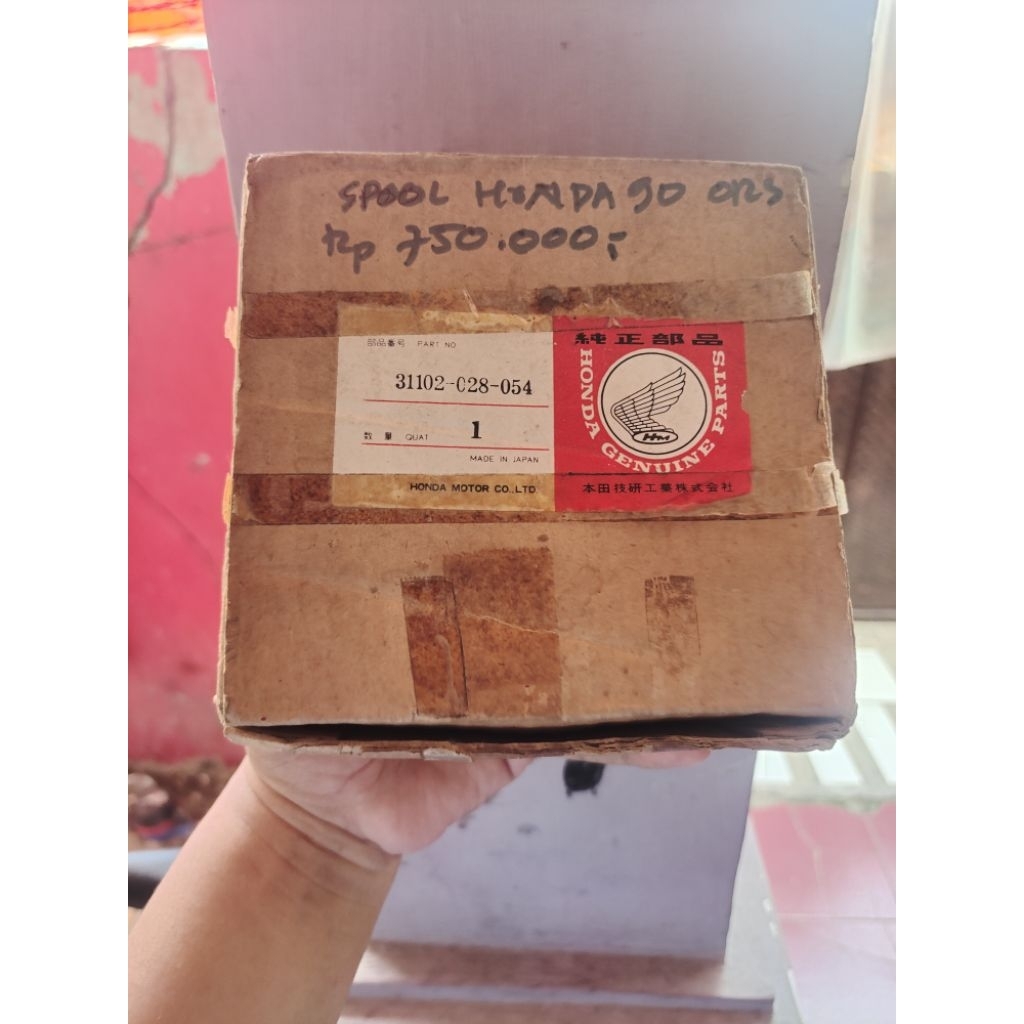 SPOOL HONDA 90 ORS
Rp 750.000,-
部品番号 PART NO
31102-028-054
数量 QUAT 1
MADE IN JAPAN
HONDA MOTOR CO.,LTD
純正部品
HONDA GENUINE PARTS
HM
本田技研工業株式会社